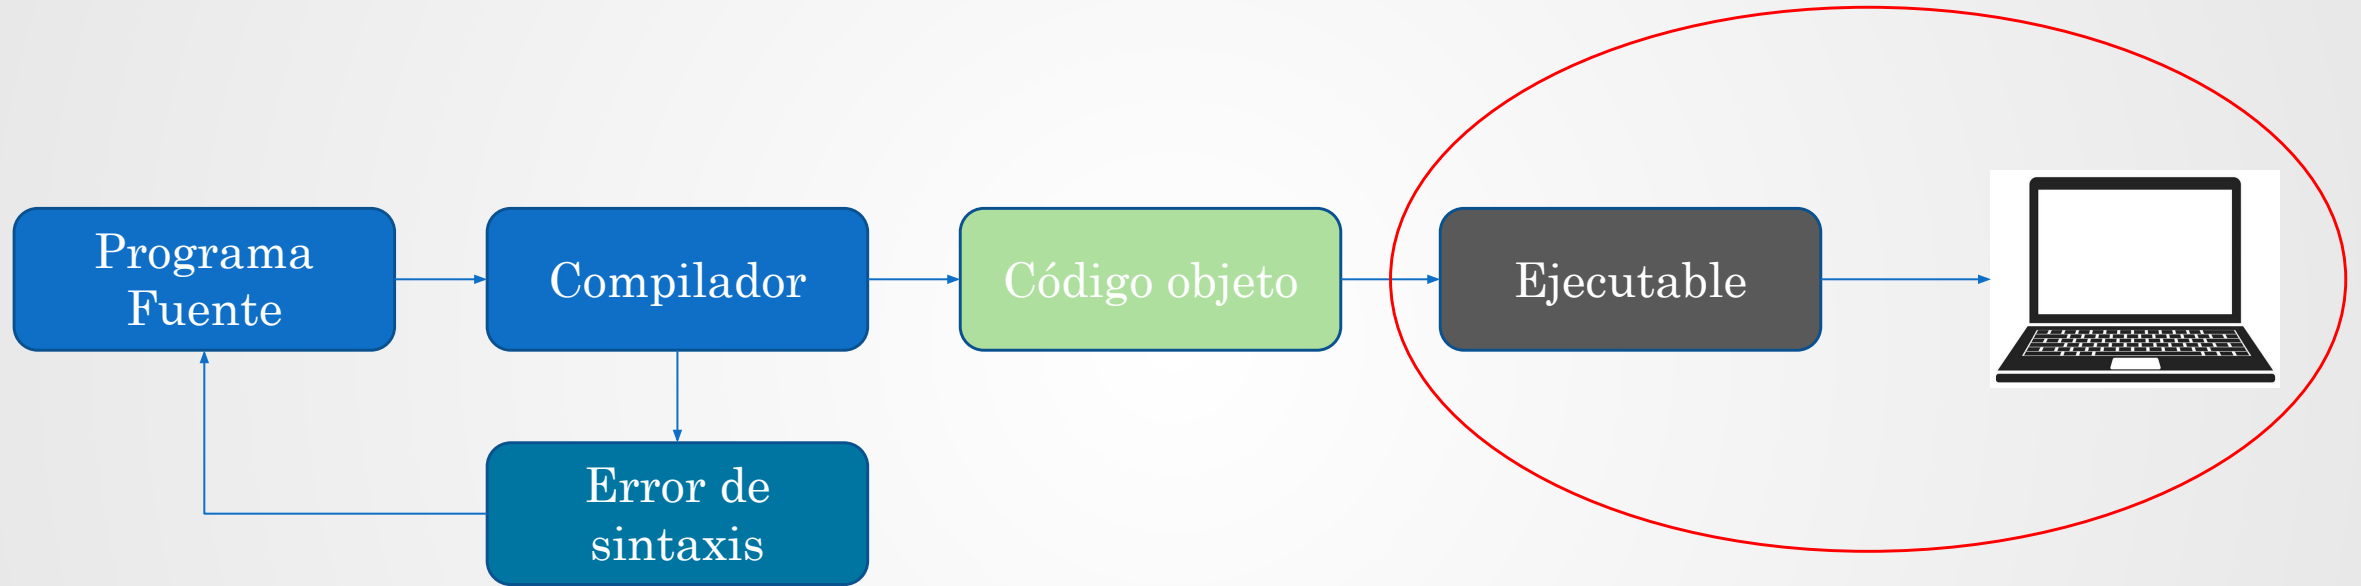 Programa
Fuente
Compilador
Código objeto
Ejecutable
Error de
sintaxis